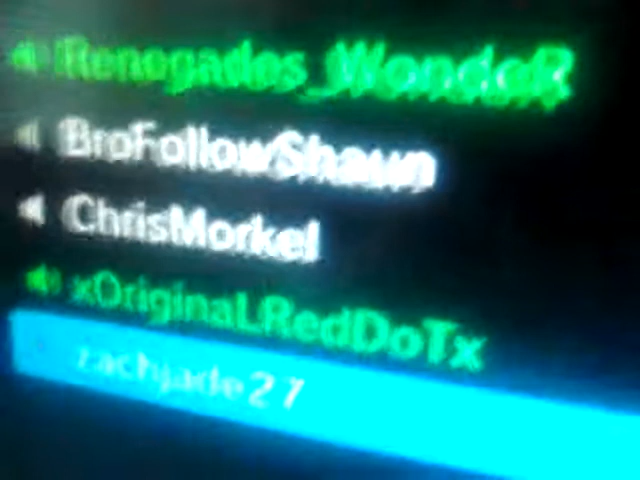 Renegades_WondeR
BroFollowShaun
ChrisMorkel
xOriginaLRedDoTx
zachjade27